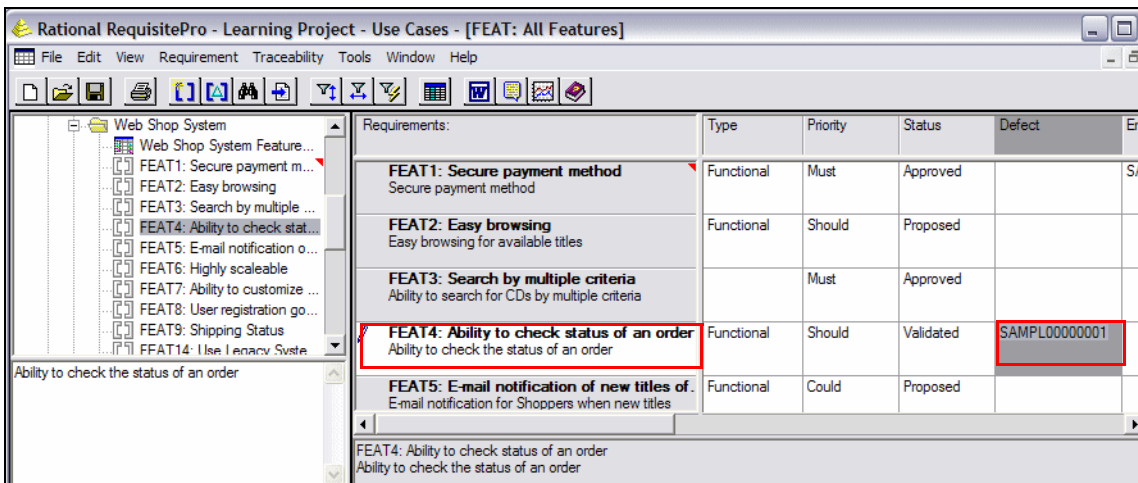 Rational RequisitePro - Learning Project - Use Cases - [FEAT: All Features]
File Edit View Requirement Traceability Tools Window Help
Web Shop System
Web Shop System Feature...
FEAT1: Secure payment m...
FEAT2: Easy browsing
FEAT3: Search by multiple ...
FEAT4: Ability to check stat...
FEAT5: E-mail notification o...
FEAT6: Highly scaleable
FEAT7: Ability to customize ...
FEAT8: User registration go...
FEAT9: Shipping Status
FEAT14: Use Legacy Syste...
Ability to check the status of an order
Requirements: Type Priority Status Defect
FEAT1: Secure payment method Functional Must Approved
Secure payment method
FEAT2: Easy browsing Functional Should Proposed
Easy browsing for available titles
FEAT3: Search by multiple criteria Must Approved
Ability to search for CDs by multiple criteria
FEAT4: Ability to check status of an order Functional Should Validated SAMPL00000001
Ability to check the status of an order
FEAT5: E-mail notification of new titles of. Functional Could Proposed
E-mail notification for Shoppers when new titles
FEAT4: Ability to check status of an order
Ability to check the status of an order